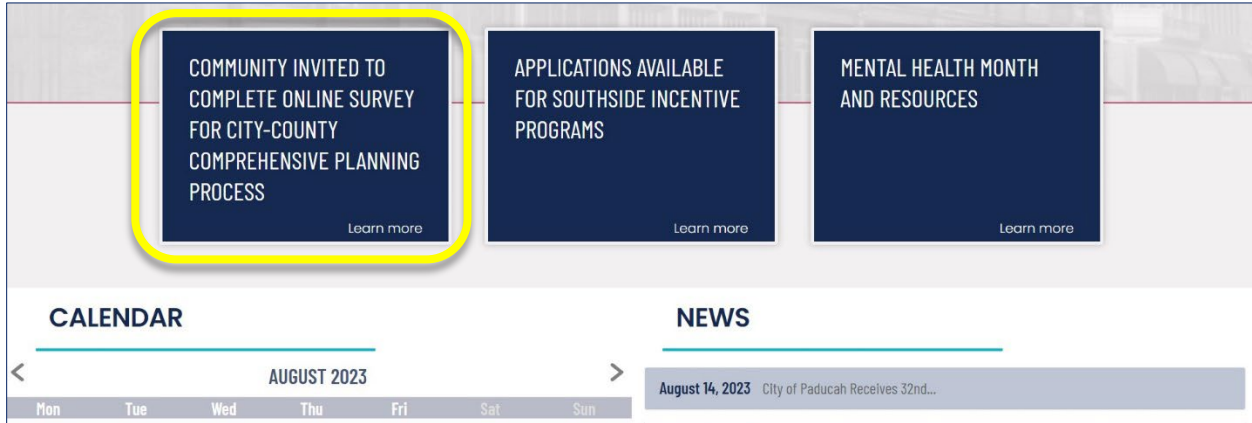 COMMUNITY INVITED TO
COMPLETE ONLINE SURVEY
FOR CITY-COUNTY
COMPREHENSIVE PLANNING
PROCESS
Learn more
APPLICATIONS AVAILABLE
FOR SOUTHSIDE INCENTIVE
PROGRAMS
Learn more
MENTAL HEALTH MONTH
AND RESOURCES
Learn more
CALENDAR
< AUGUST 2023 >
Mon Tue Wed Thu Fri Sat Sun
NEWS
August 14, 2023 City of Paducah Receives 32nd...